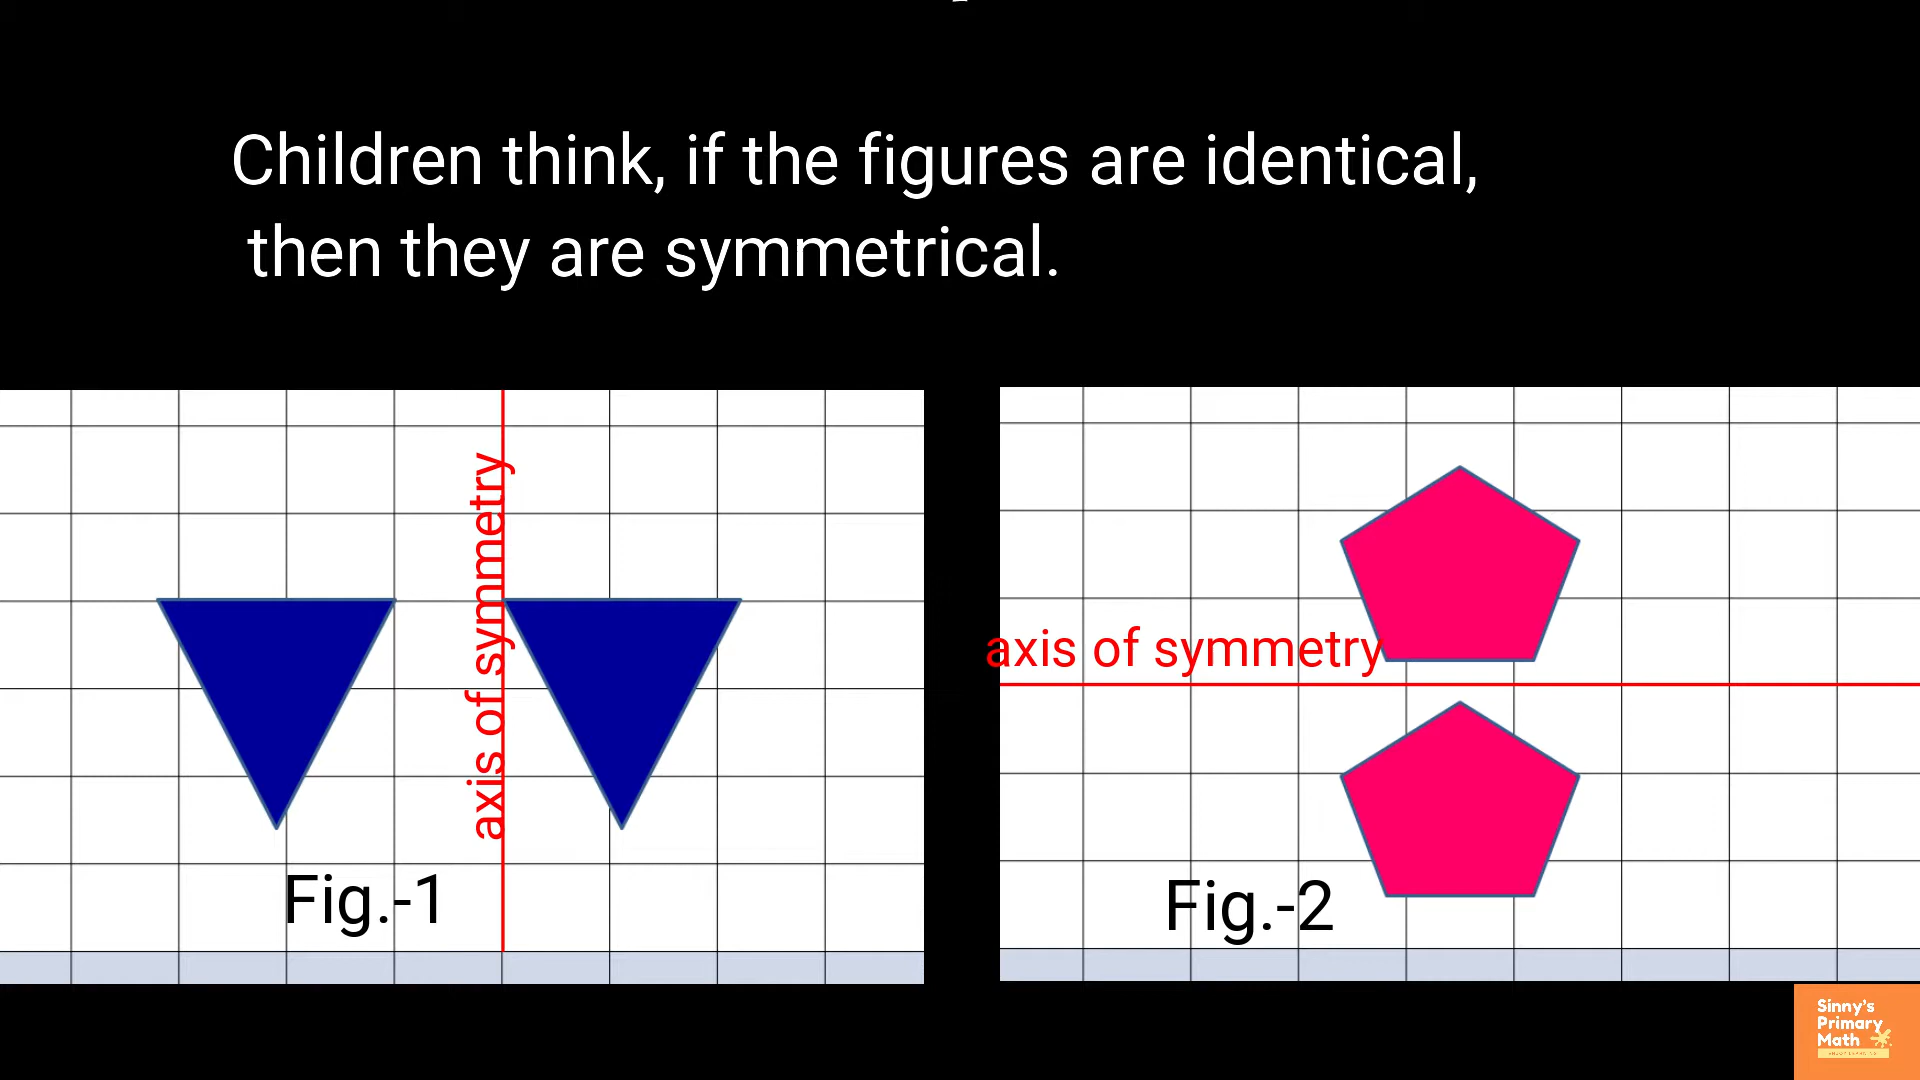 Children think, if the figures are identical,
then they are symmetrical.
axis of symmetry
Fig.-1
axis of symmetry
Fig.-2
Sinny's
Primary
Math